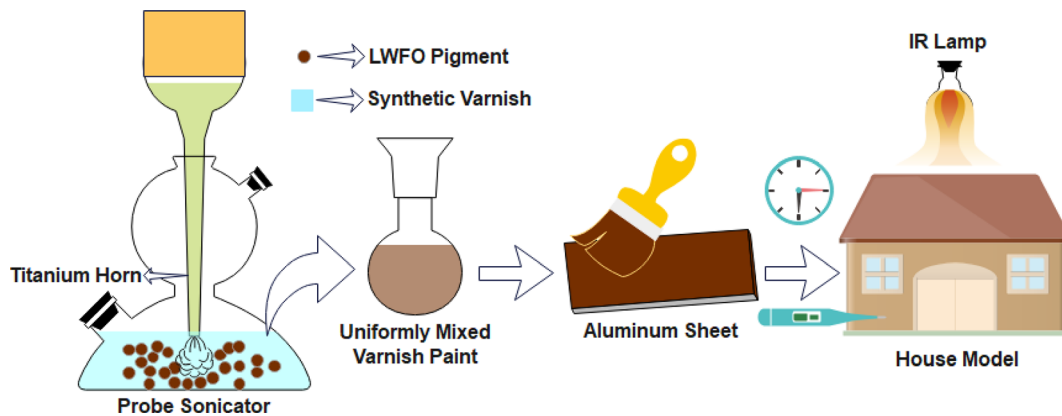 IR Lamp
LWFO Pigment
Synthetic Varnish
Titanium Horn
Uniformly Mixed
Varnish Paint
Aluminum Sheet
House Model
Probe Sonicator